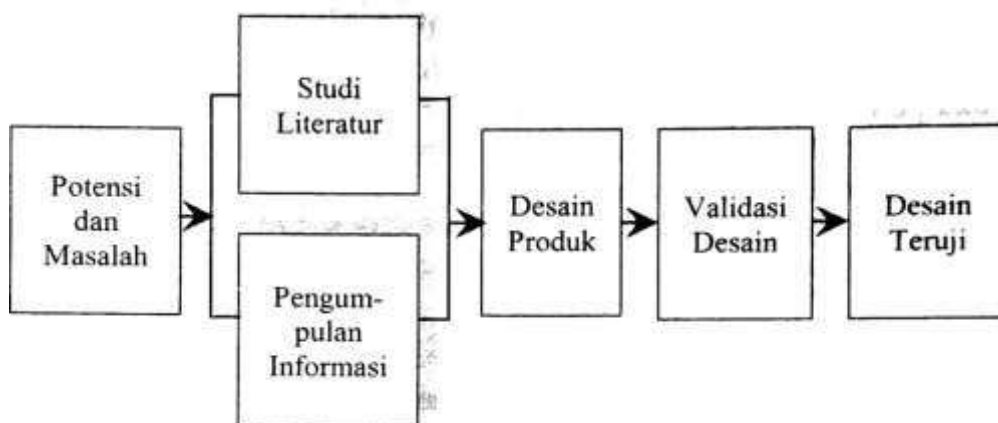 Potensi
dan
Masalah
Studi
Literatur
Pengum-
pulan
Informasi
Desain
Produk
Validasi
Desain
Desain
Teruji